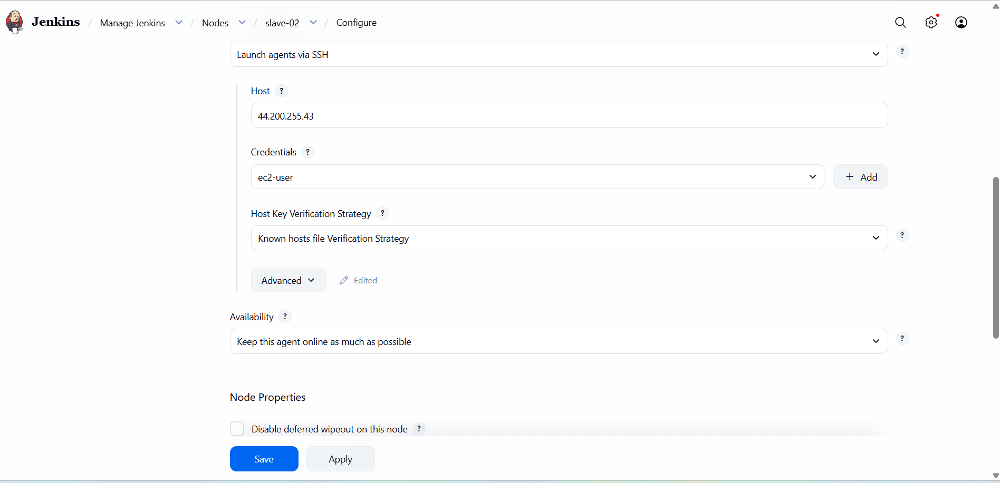 Jenkins / Manage Jenkins / Nodes / slave-02 / Configure
Launch agents via SSH ?
Host ?
44.200.255.43
Credentials ?
ec2-user + Add
Host Key Verification Strategy ?
Known hosts file Verification Strategy ?
Advanced Edited
Availability ?
Keep this agent online as much as possible ?
Node Properties
Disable deferred wipeout on this node ?
Save Apply